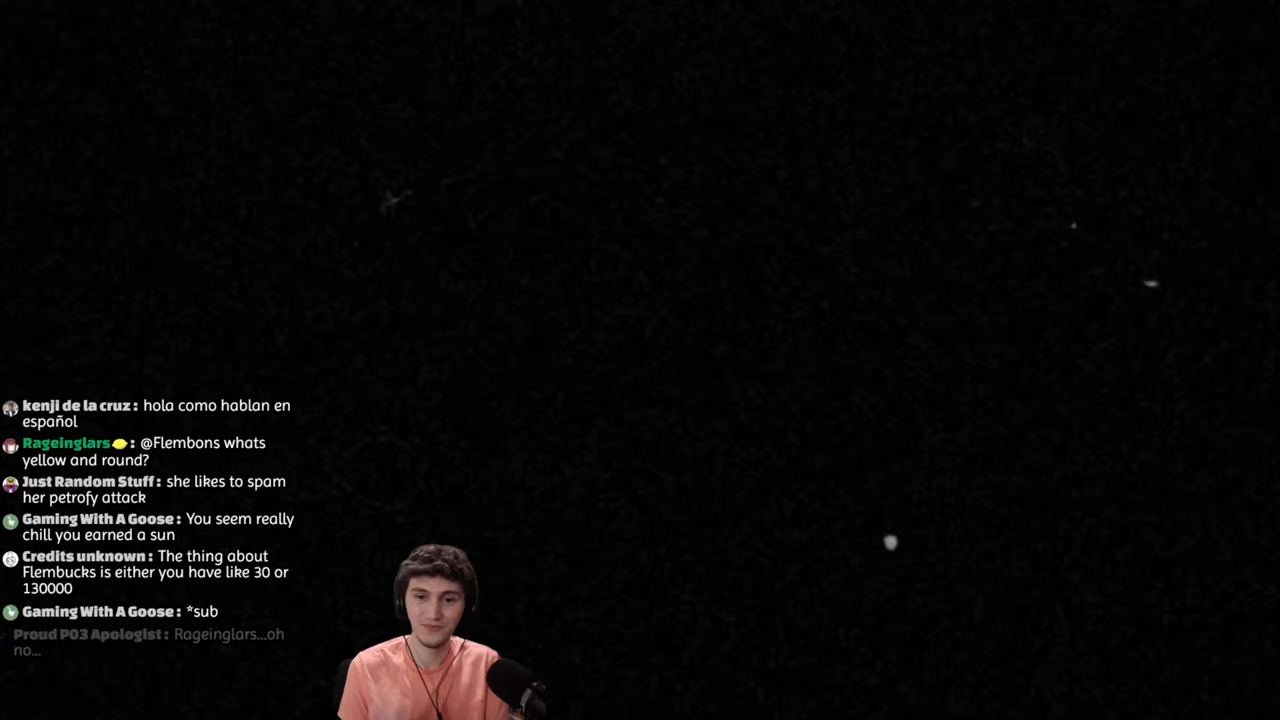 kenji de la cruz : hola como hablan en
español
Rageinglars : @Flembons whats
yellow and round?
Just Random Stuff : she likes to spam
her petrofy attack
Gaming With A Goose : You seem really
chill you earned a sun
Credits unknown : The thing about
Flembucks is either you have like 30 or
130000
Gaming With A Goose : *sub
Proud P03 Apologist : Rageinglars...oh
no...